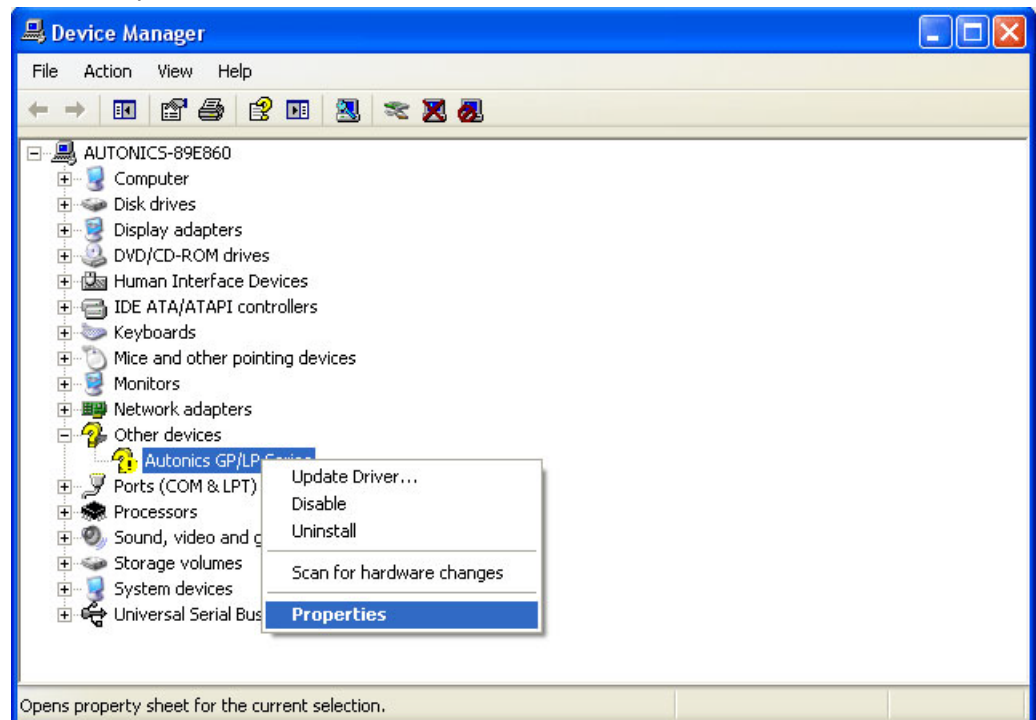 Device Manager
File Action View Help
AUTONICS-89E860
Computer
Disk drives
Display adapters
DVD/CD-ROM drives
Human Interface Devices
IDE ATA/ATAPI controllers
Keyboards
Mice and other pointing devices
Monitors
Network adapters
Other devices
Autonics GP/LP Series
Ports (COM & LPT)
Processors
Sound, video and g
Storage volumes
System devices
Universal Serial Bus
Update Driver...
Disable
Uninstall
Scan for hardware changes
Properties
Opens property sheet for the current selection.